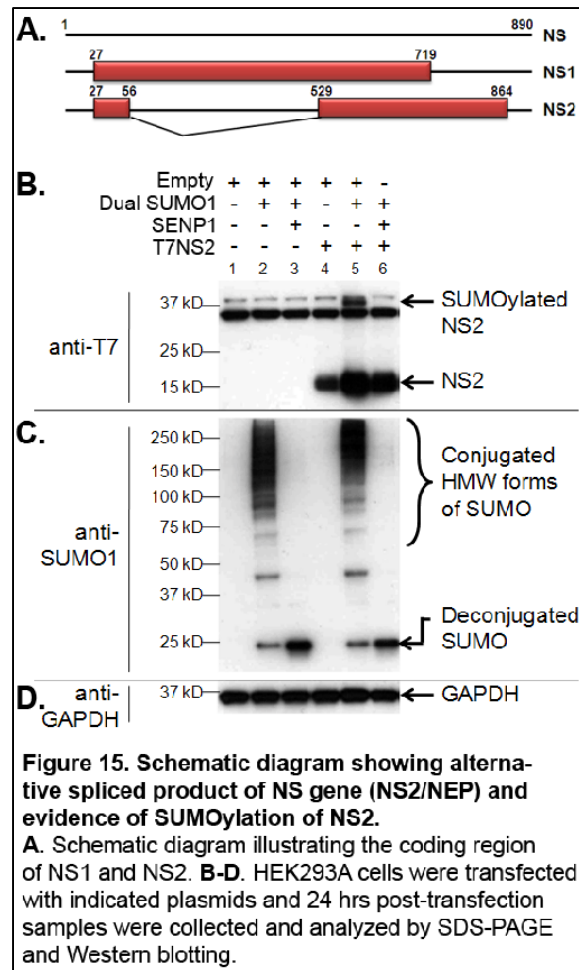 A.
1 890 NS
27 719 NS1
27 56 529 864 NS2
B.
Empty + + + + + -
Dual SUMO1 - + + - + +
SENP1 - - + - - +
T7NS2 - - - + + +
1 2 3 4 5 6
anti-T7
37 kD
25 kD
15 kD
SUMOylated
NS2
NS2
C.
anti-
SUMO1
250 kD
150 kD
100 kD
75 kD
50 kD
37 kD
25 kD
Conjugated
HMW forms
of SUMO
Deconjugated
SUMO
D.
anti-
GAPDH
37 kD
GAPDH
Figure 15. Schematic diagram showing alterna-
tive spliced product of NS gene (NS2/NEP) and
evidence of SUMOylation of NS2.
A. Schematic diagram illustrating the coding region
of NS1 and NS2. B-D. HEK293A cells were transfected
with indicated plasmids and 24 hrs post-transfection
samples were collected and analyzed by SDS-PAGE
and Western blotting.